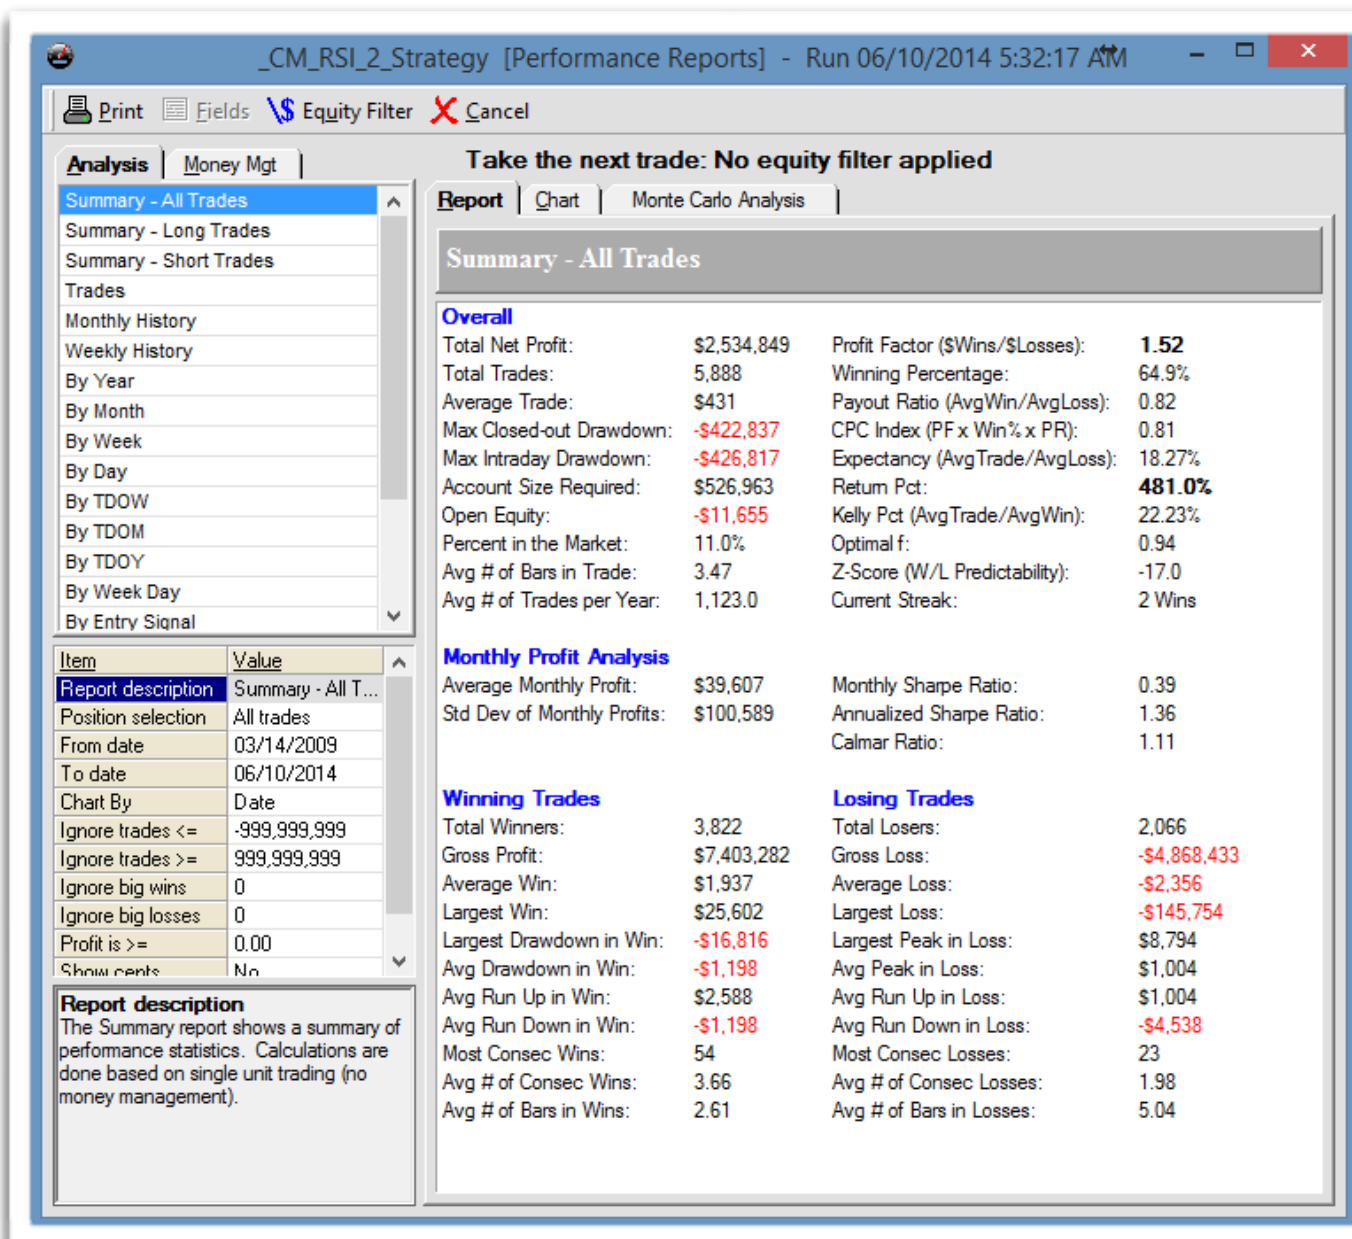 _CM_RSI_2_Strategy [Performance Reports] - Run 06/10/2014 5:32:17 AM
Print Fields \$ Equity Filter Cancel
Analysis Money Mgt
Take the next trade: No equity filter applied
Summary - All Trades
Summary - Long Trades
Summary - Short Trades
Trades
Monthly History
Weekly History
By Year
By Month
By Week
By Day
By TDOW
By TDOM
By TDOY
By Week Day
By Entry Signal
Item Value
Report description Summary - All T...
Position selection All trades
From date 03/14/2009
To date 06/10/2014
Chart By Date
Ignore trades <= -999,999,999
Ignore trades >= 999,999,999
Ignore big wins 0
Ignore big losses 0
Profit is >= 0.00
Show cents No
Report description
The Summary report shows a summary of
performance statistics. Calculations are
done based on single unit trading (no
money management).
Report Chart Monte Carlo Analysis
Summary - All Trades
Overall
Total Net Profit: $2,534,849 Profit Factor ($Wins/$Losses): 1.52
Total Trades: 5,888 Winning Percentage: 64.9%
Average Trade: $431 Payout Ratio (AvgWin/AvgLoss): 0.82
Max Closed-out Drawdown: -$422,837 CPC Index (PF x Win% x PR): 0.81
Max Intraday Drawdown: -$426,817 Expectancy (AvgTrade/AvgLoss): 18.27%
Account Size Required: $526,963 Return Pct: 481.0%
Open Equity: -$11,655 Kelly Pct (AvgTrade/AvgWin): 22.23%
Percent in the Market: 11.0% Optimal f: 0.94
Avg # of Bars in Trade: 3.47 Z-Score (W/L Predictability): -17.0
Avg # of Trades per Year: 1,123.0 Current Streak: 2 Wins
Monthly Profit Analysis
Average Monthly Profit: $39,607 Monthly Sharpe Ratio: 0.39
Std Dev of Monthly Profits: $100,589 Annualized Sharpe Ratio: 1.36
Calmar Ratio: 1.11
Winning Trades Losing Trades
Total Winners: 3,822 Total Losers: 2,066
Gross Profit: $7,403,282 Gross Loss: -$4,868,433
Average Win: $1,937 Average Loss: -$2,356
Largest Win: $25,602 Largest Loss: -$145,754
Largest Drawdown in Win: -$16,816 Largest Peak in Loss: $8,794
Avg Drawdown in Win: -$1,198 Avg Peak in Loss: $1,004
Avg Run Up in Win: $2,588 Avg Run Up in Loss: $1,004
Avg Run Down in Win: -$1,198 Avg Run Down in Loss: -$4,538
Most Consec Wins: 54 Most Consec Losses: 23
Avg # of Consec Wins: 3.66 Avg # of Consec Losses: 1.98
Avg # of Bars in Wins: 2.61 Avg # of Bars in Losses: 5.04